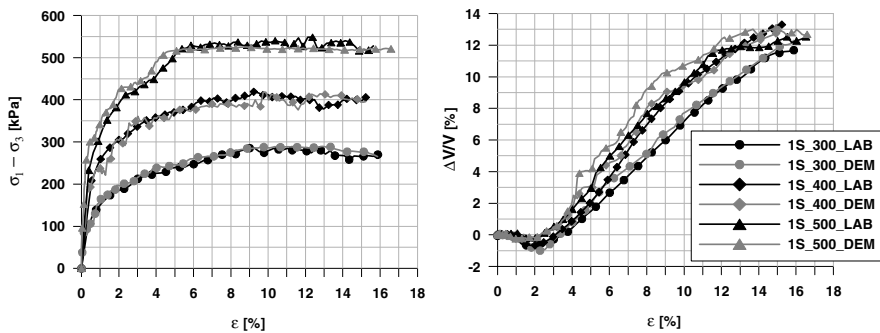 600
500
400
300
200
100
0
σ1 − σ3 [kPa]
0 2 4 6 8 10 12 14 16 18
ε [%]
14
12
10
8
6
4
2
0
-2
ΔV/V [%]
0 2 4 6 8 10 12 14 16 18
ε [%]
1S_300_LAB
1S_300_DEM
1S_400_LAB
1S_400_DEM
1S_500_LAB
1S_500_DEM